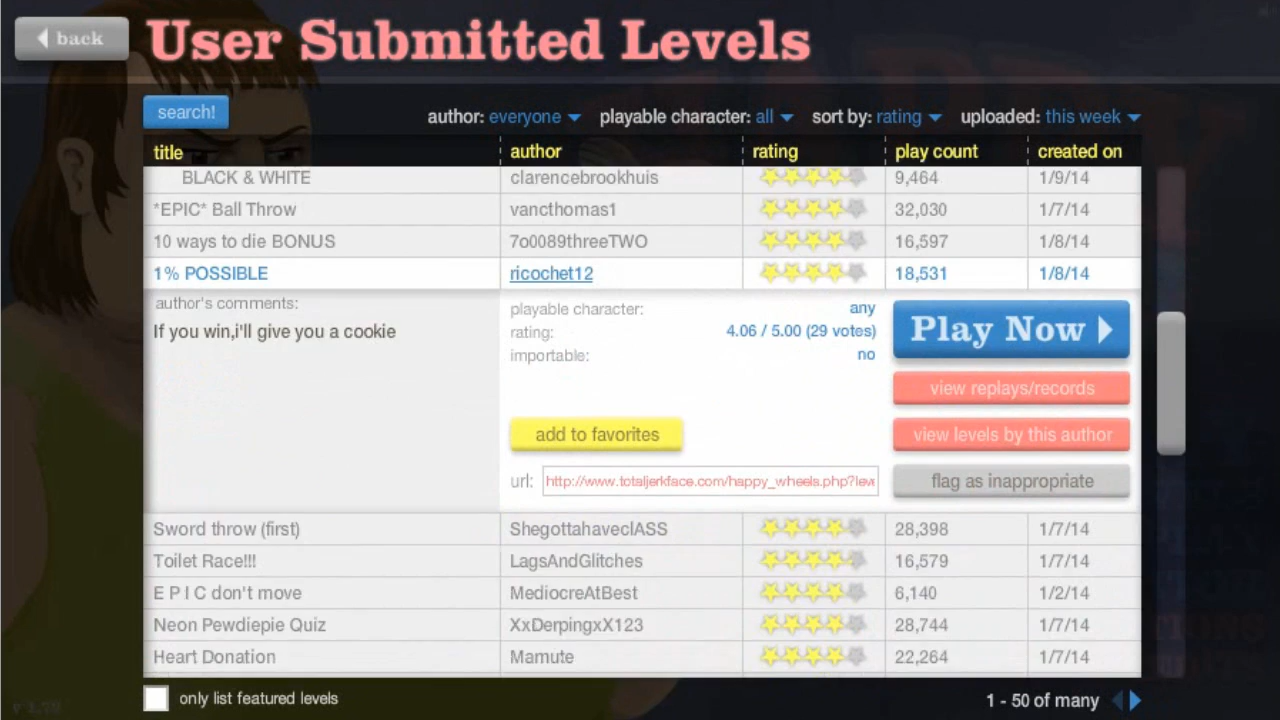 back
User Submitted Levels
search!
author: everyone playable character: all sort by: rating uploaded: this week
title author rating play count created on
BLACK & WHITE clarencebrookhuis 9,464 1/9/14
*EPIC* Ball Throw vancthomas1 32,030 1/7/14
10 ways to die BONUS 7o0089threeTWO 16,597 1/8/14
1% POSSIBLE ricochet12 18,531 1/8/14
author's comments:
If you win,i'll give you a cookie
playable character: any
rating: 4.06 / 5.00 (29 votes)
importable: no
Play Now
view replays/records
add to favorites
view levels by this author
url: http://www.totaljerkface.com/happy_wheels.php?lev
flag as inappropriate
Sword throw (first) ShegottahaveclASS 28,398 1/7/14
Toilet Race!!! LagsAndGlitches 16,579 1/7/14
E P I C don't move MediocreAtBest 6,140 1/2/14
Neon Pewdiepie Quiz XxDerpingxX123 28,744 1/7/14
Heart Donation Mamute 22,264 1/7/14
only list featured levels
1 - 50 of many